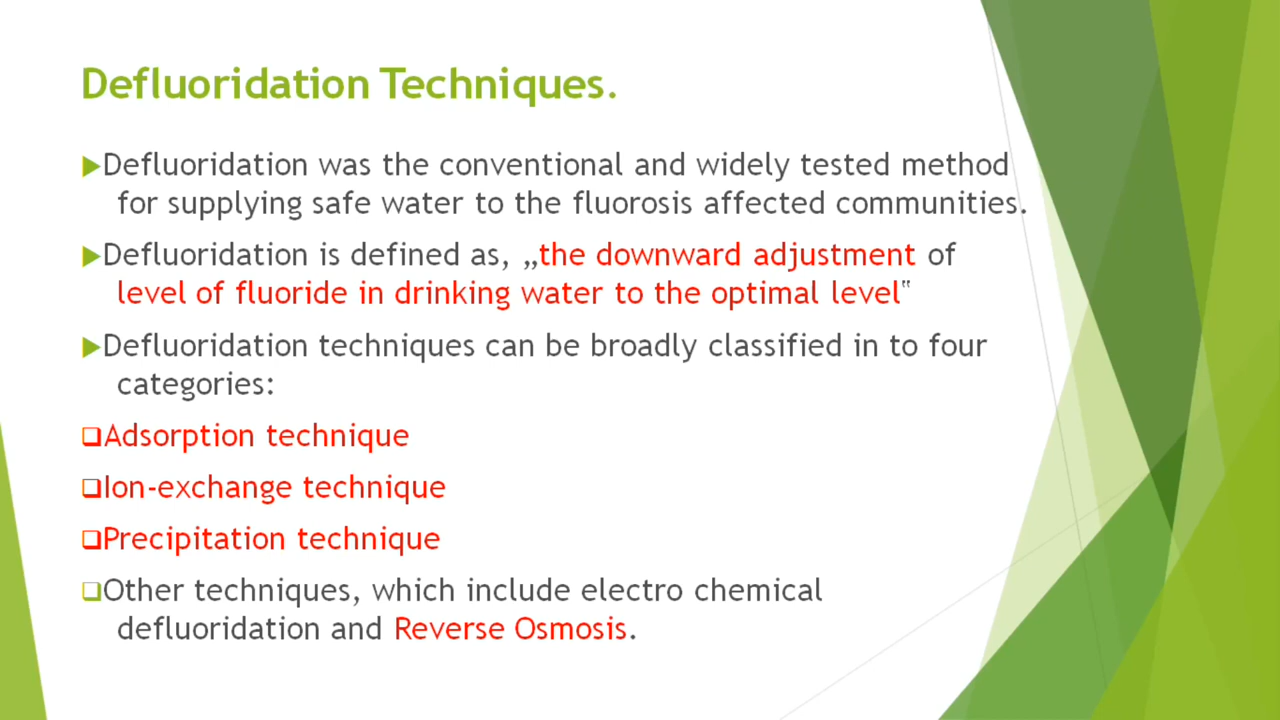 Defluoridation Techniques.
Defluoridation was the conventional and widely tested method
for supplying safe water to the fluorosis affected communities.
Defluoridation is defined as, „the downward adjustment of
level of fluoride in drinking water to the optimal level‟
Defluoridation techniques can be broadly classified in to four
categories:
Adsorption technique
Ion-exchange technique
Precipitation technique
Other techniques, which include electro chemical
defluoridation and Reverse Osmosis.